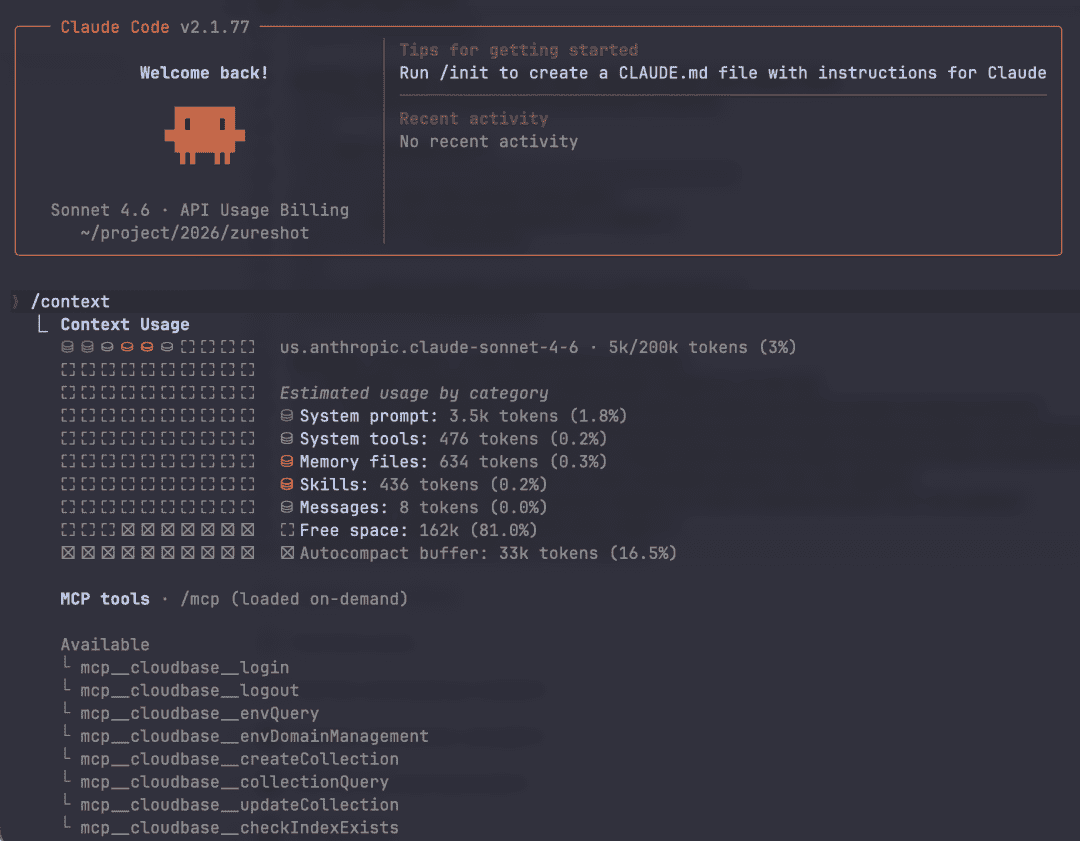 Claude Code v2.1.77
Welcome back!
Sonnet 4.6 · API Usage Billing
~/project/2026/zureshot
Tips for getting started
Run /init to create a CLAUDE.md file with instructions for Claude
Recent activity
No recent activity
❯ /context
Context Usage
us.anthropic.claude-sonnet-4-6 · 5k/200k tokens (3%)
Estimated usage by category
System prompt: 3.5k tokens (1.8%)
System tools: 476 tokens (0.2%)
Memory files: 634 tokens (0.3%)
Skills: 436 tokens (0.2%)
Messages: 8 tokens (0.0%)
Free space: 162k (81.0%)
Autocompact buffer: 33k tokens (16.5%)
MCP tools · /mcp (loaded on-demand)
Available
└ mcp__cloudbase__login
└ mcp__cloudbase__logout
└ mcp__cloudbase__envQuery
└ mcp__cloudbase__envDomainManagement
└ mcp__cloudbase__createCollection
└ mcp__cloudbase__collectionQuery
└ mcp__cloudbase__updateCollection
└ mcp__cloudbase__checkIndexExists